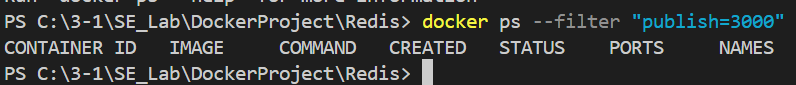 PS C:\3-1\SE_Lab\DockerProject\Redis> docker ps --filter "publish=3000"
CONTAINER ID   IMAGE     COMMAND   CREATED   STATUS    PORTS     NAMES
PS C:\3-1\SE_Lab\DockerProject\Redis>